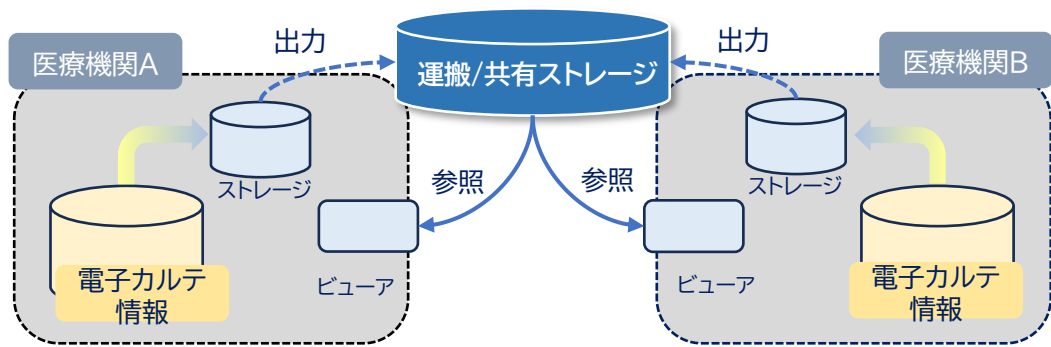 出力
出力
医療機関A
運搬/共有ストレージ
医療機関B
ストレージ
ストレージ
参照
参照
電子カルテ
情報
ビューア
ビューア
電子カルテ
情報